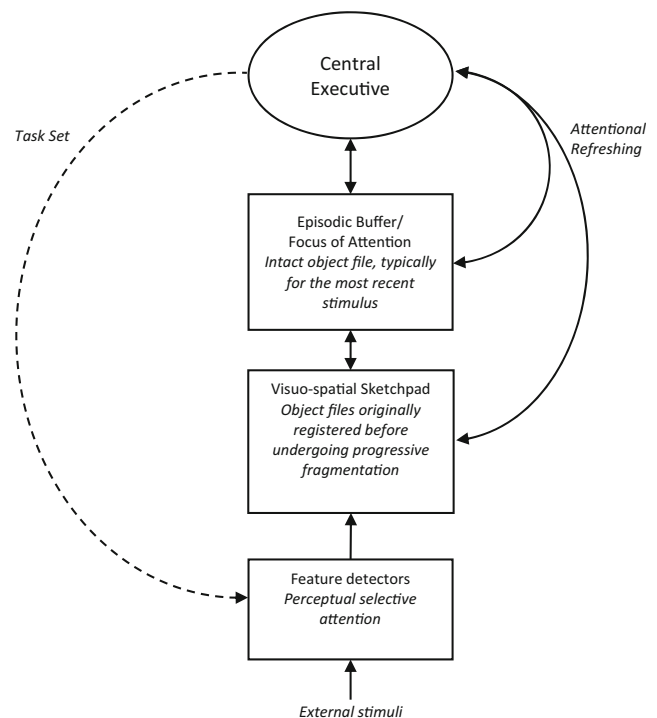 Central
Executive
Task Set
Attentional
Refreshing
Episodic Buffer/
Focus of Attention
Intact object file, typically
for the most recent
stimulus
Visuo-spatial Sketchpad
Object files originally
registered before
undergoing progressive
fragmentation
Feature detectors
Perceptual selective
attention
External stimuli